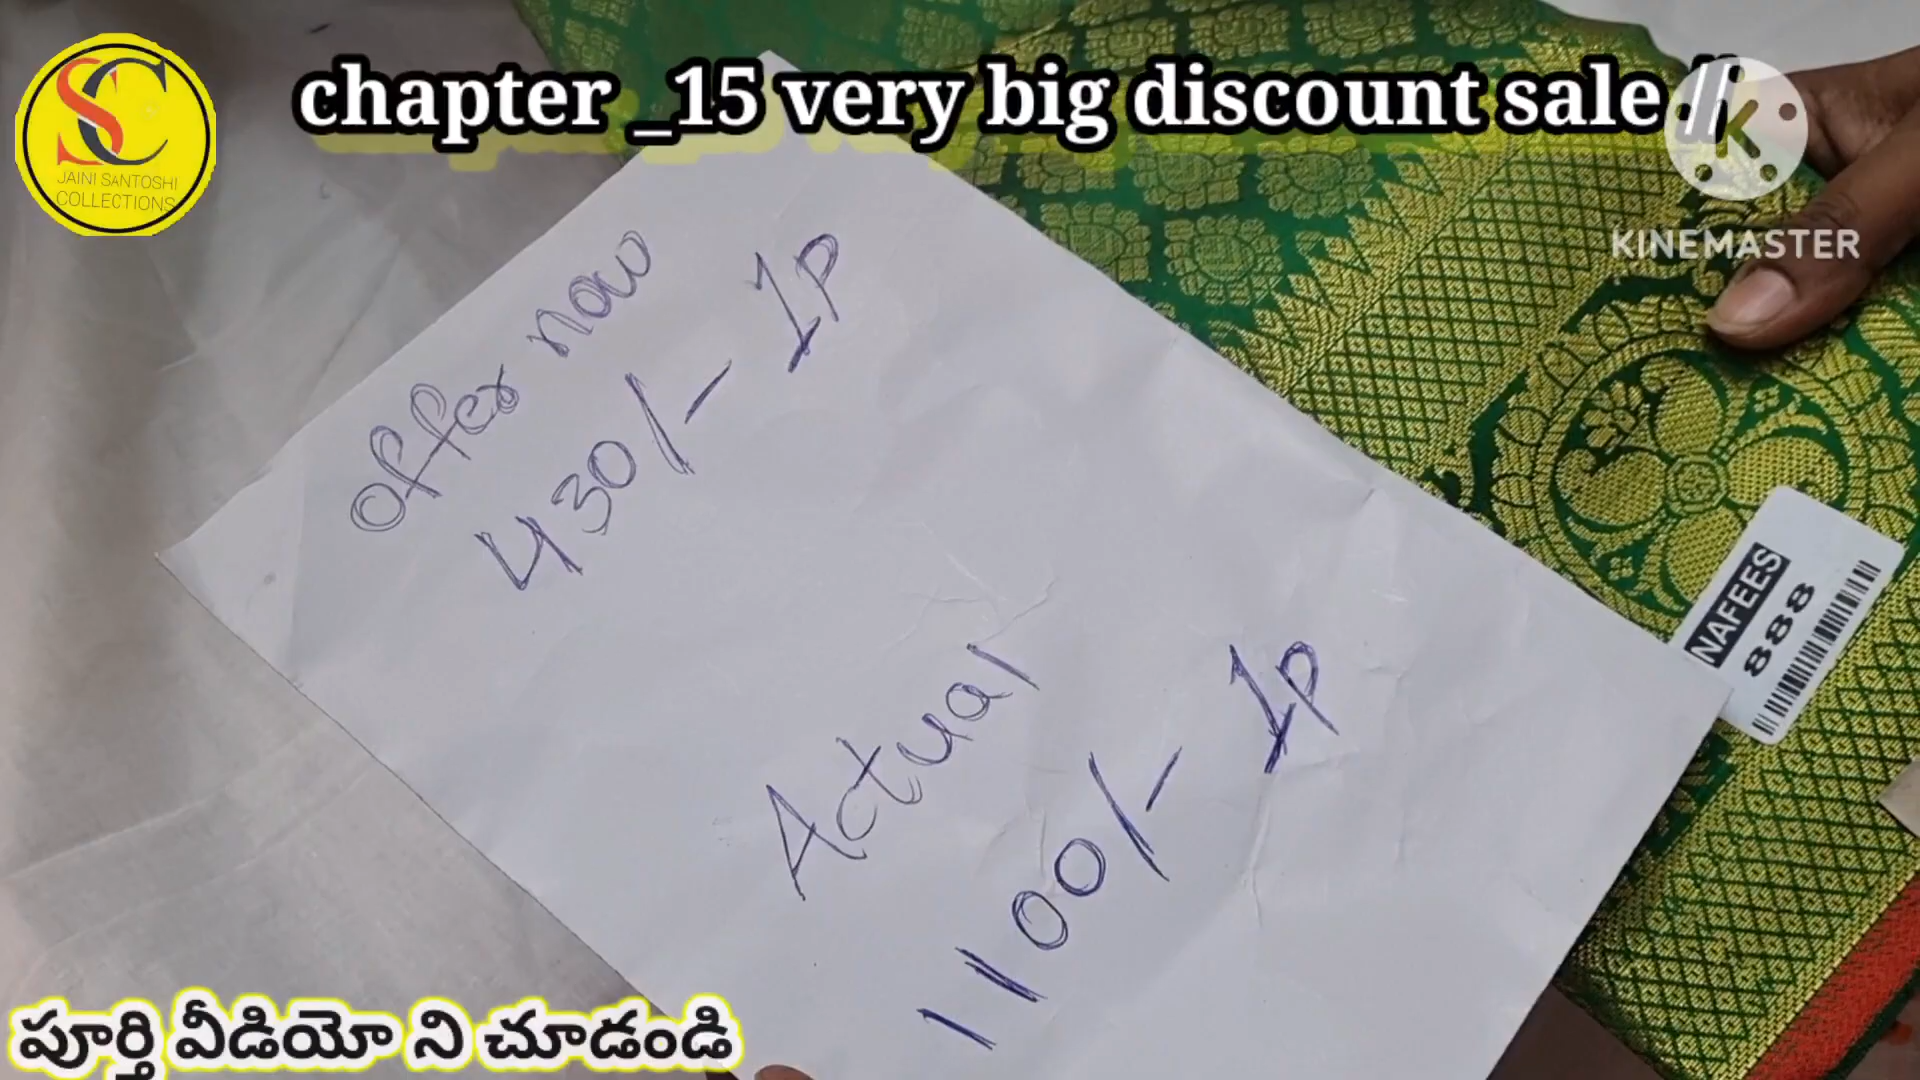 chapter _15 very big discount sale //
SC
JAINI SANTOSHI
COLLECTIONS
K
KINEMASTER
offer now
430/- 1p
Actual
1100/- 1p
NAFEES
888
పూర్తి వీడియో ని చూడండి